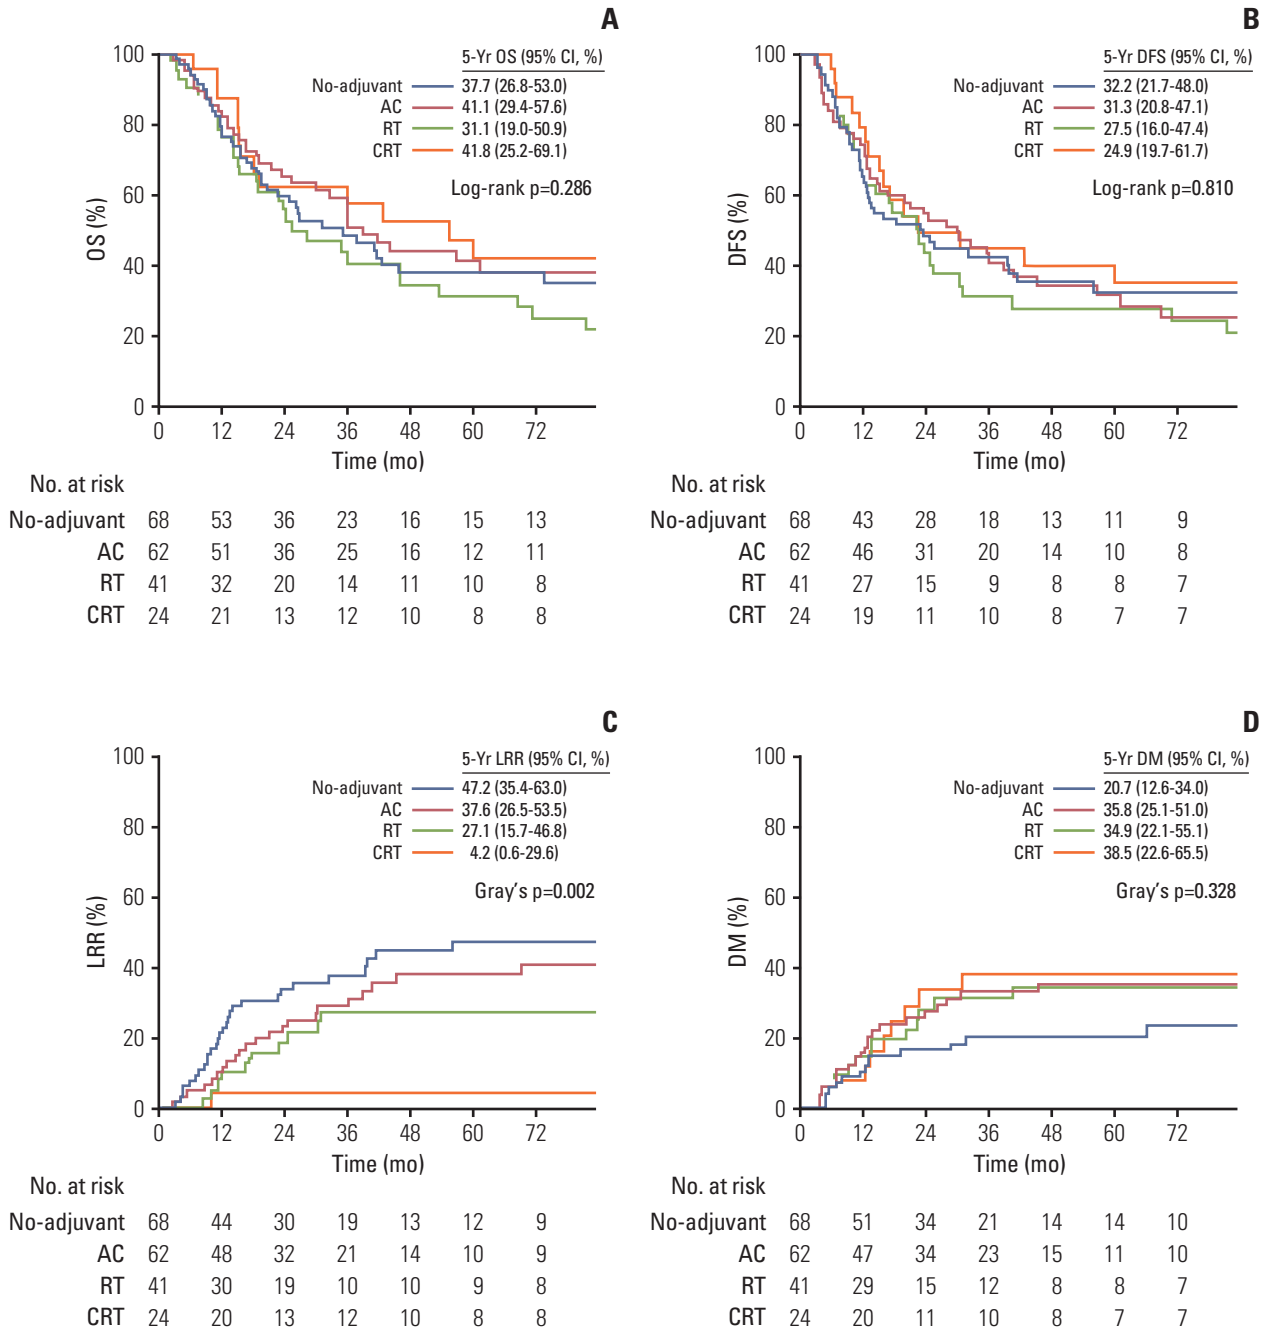 A
5-Yr OS (95% CI, %)
No-adjuvant 37.7 (26.8-53.0)
AC 41.1 (29.4-57.6)
RT 31.1 (19.0-50.9)
CRT 41.8 (25.2-69.1)
Log-rank p=0.286
OS (%)
100
80
60
40
20
0
0 12 24 36 48 60 72
Time (mo)
No. at risk
No-adjuvant 68 53 36 23 16 15 13
AC 62 51 36 25 16 12 11
RT 41 32 20 14 11 10 8
CRT 24 21 13 12 10 8 8
B
5-Yr DFS (95% CI, %)
No-adjuvant 32.2 (21.7-48.0)
AC 31.3 (20.8-47.1)
RT 27.5 (16.0-47.4)
CRT 24.9 (19.7-61.7)
Log-rank p=0.810
DFS (%)
100
80
60
40
20
0
0 12 24 36 48 60 72
Time (mo)
No. at risk
No-adjuvant 68 43 28 18 13 11 9
AC 62 46 31 20 14 10 8
RT 41 27 15 9 8 8 7
CRT 24 19 11 10 8 7 7
C
5-Yr LRR (95% CI, %)
No-adjuvant 47.2 (35.4-63.0)
AC 37.6 (26.5-53.5)
RT 27.1 (15.7-46.8)
CRT 4.2 (0.6-29.6)
Gray's p=0.002
LRR (%)
100
80
60
40
20
0
0 12 24 36 48 60 72
Time (mo)
No. at risk
No-adjuvant 68 44 30 19 13 12 9
AC 62 48 32 21 14 10 9
RT 41 30 19 10 10 9 8
CRT 24 20 13 12 10 8 8
D
5-Yr DM (95% CI, %)
No-adjuvant 20.7 (12.6-34.0)
AC 35.8 (25.1-51.0)
RT 34.9 (22.1-55.1)
CRT 38.5 (22.6-65.5)
Gray's p=0.328
DM (%)
100
80
60
40
20
0
0 12 24 36 48 60 72
Time (mo)
No. at risk
No-adjuvant 68 51 34 21 14 14 10
AC 62 47 34 23 15 11 10
RT 41 29 15 12 8 8 7
CRT 24 20 11 10 8 7 7